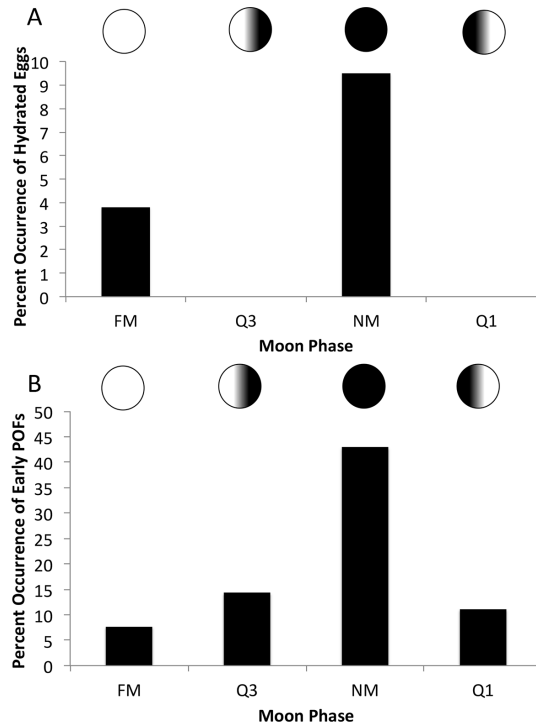 A
Percent Occurrence of Hydrated Eggs
10
9
8
7
6
5
4
3
2
1
0
FM Q3 NM Q1
Moon Phase
B
Percent Occurrence of Early POFs
50
45
40
35
30
25
20
15
10
5
0
FM Q3 NM Q1
Moon Phase